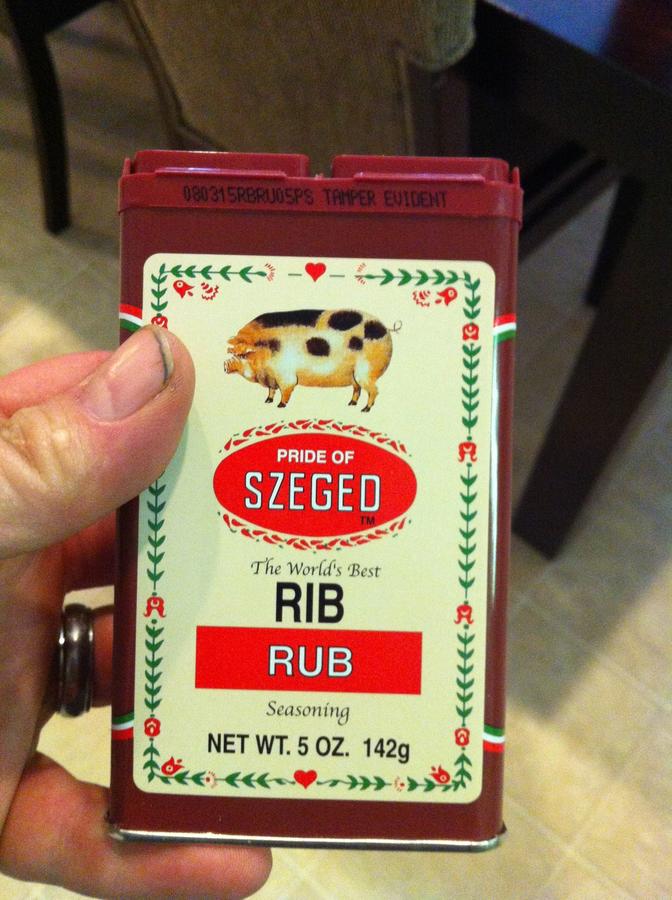 080315RBRU05PS TAMPER EVIDENT
PRIDE OF
SZEGED
TM
The World's Best
RIB
RUB
Seasoning
NET WT. 5 OZ. 142g